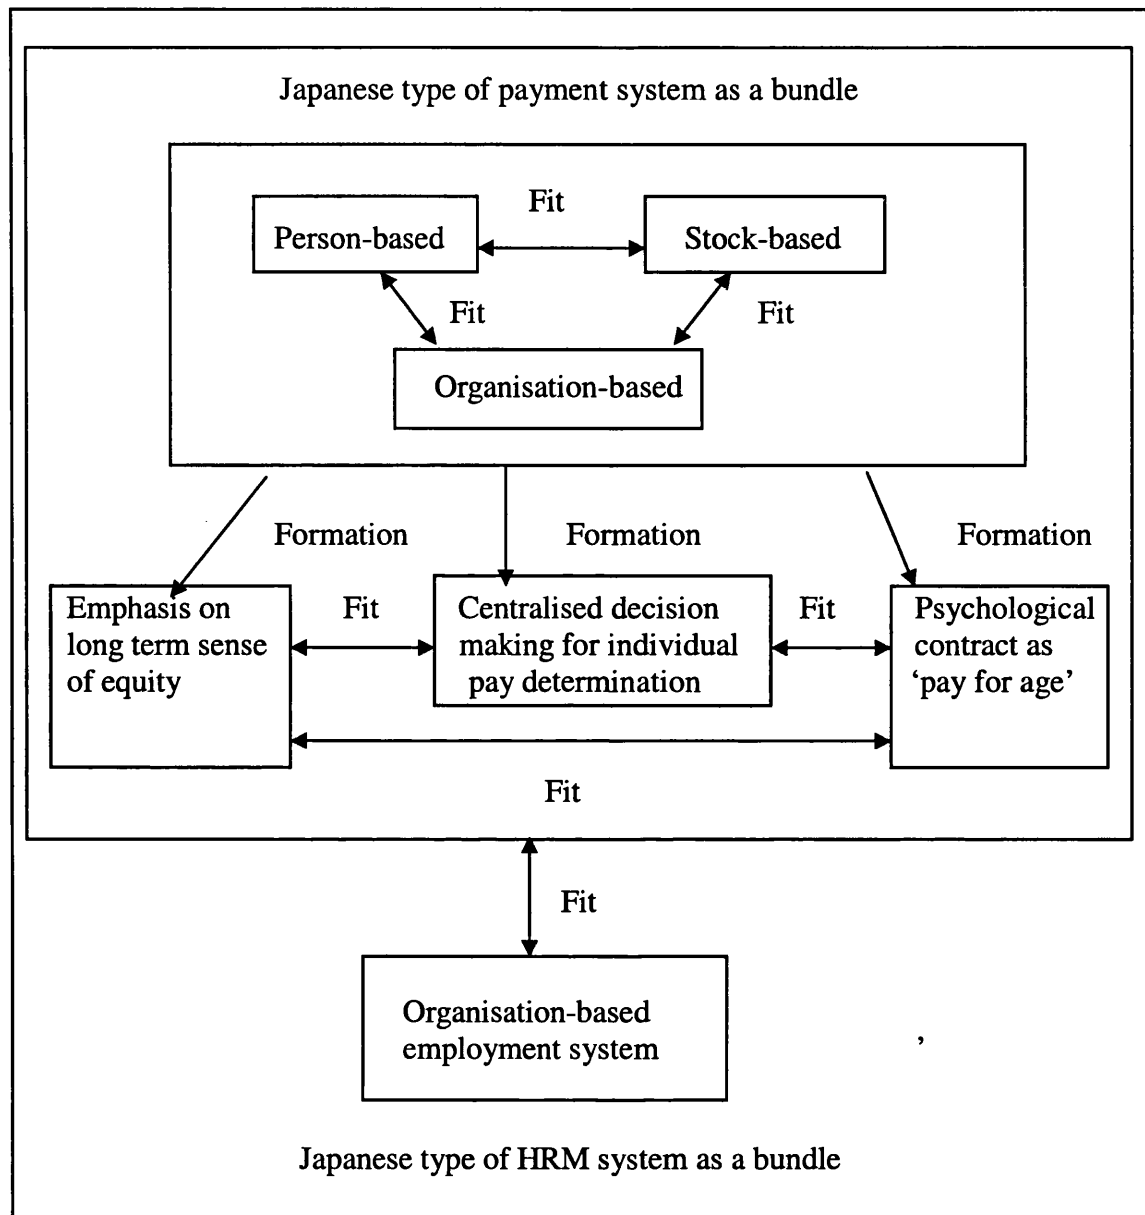 Japanese type of payment system as a bundle
Fit
Person-based
Stock-based
Fit
Fit
Organisation-based
Formation
Formation
Formation
Emphasis on
long term sense
of equity
Fit
Centralised decision
making for individual
pay determination
Fit
Psychological
contract as
‘pay for age’
Fit
Fit
Organisation-based
employment system
,
Japanese type of HRM system as a bundle